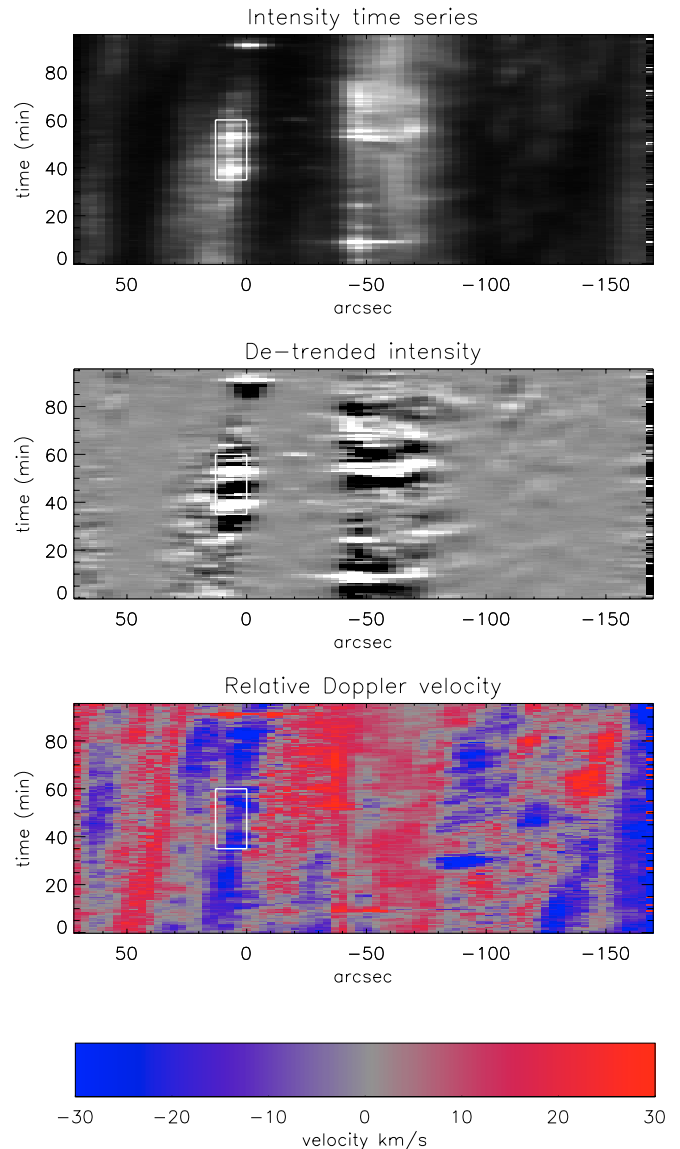 Intensity time series
80
60
40
20
0
time (min)
50 0 −50 −100 −150
arcsec
De−trended intensity
80
60
40
20
0
time (min)
50 0 −50 −100 −150
arcsec
Relative Doppler velocity
80
60
40
20
0
time (min)
50 0 −50 −100 −150
arcsec
−30 −20 −10 0 10 20 30
velocity km/s